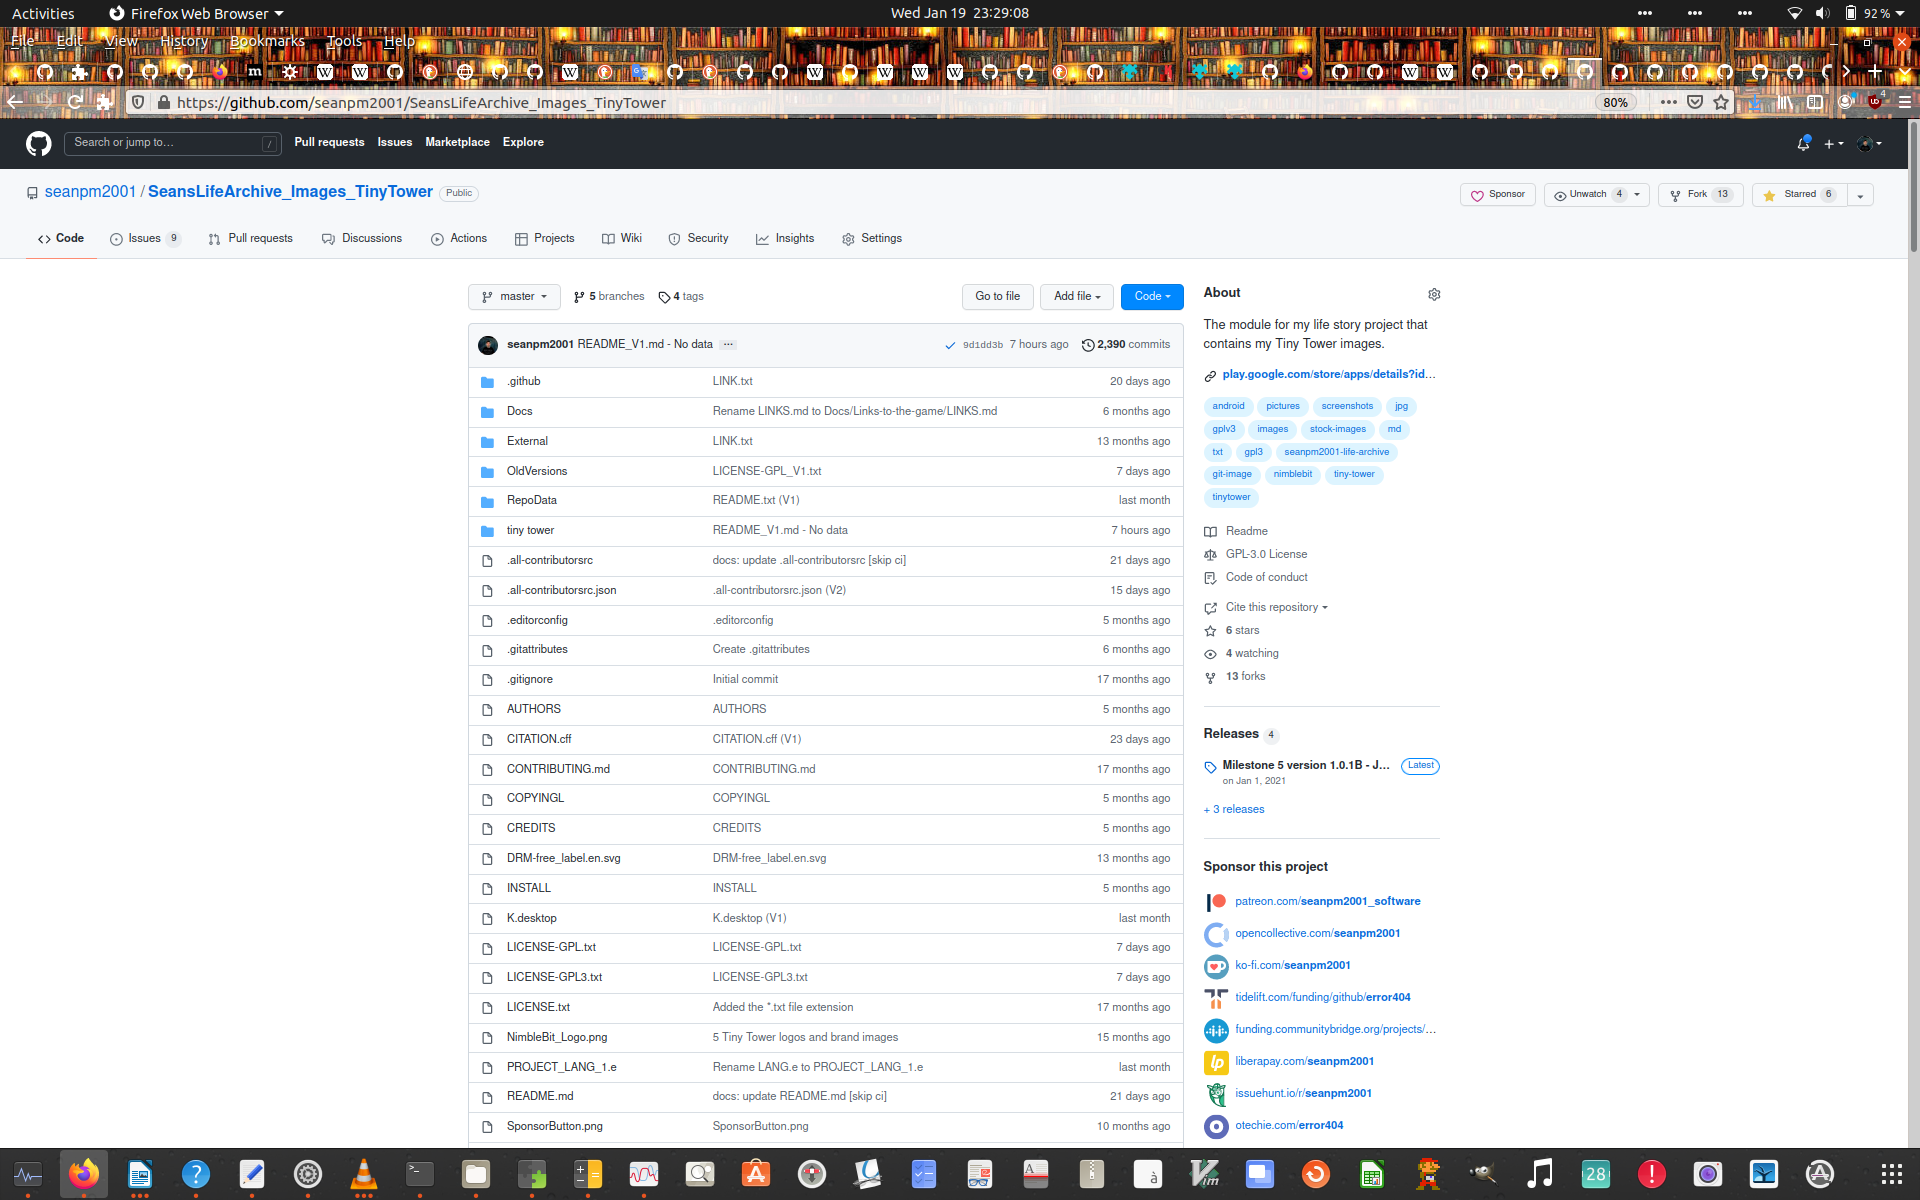 Activities Firefox Web Browser Wed Jan 19 23:29:08 92 %
File Edit View History Bookmarks Tools Help
https://github.com/seanpm2001/SeansLifeArchive_Images_TinyTower 80% 4
Search or jump to… / Pull requests Issues Marketplace Explore
seanpm2001 / SeansLifeArchive_Images_TinyTower Public Sponsor Unwatch 4 Fork 13 Starred 6
Code Issues 9 Pull requests Discussions Actions Projects Wiki Security Insights Settings
master 5 branches 4 tags Go to file Add file Code
seanpm2001 README_V1.md - No data ... 9d1dd3b 7 hours ago 2,390 commits
.github LINK.txt 20 days ago
Docs Rename LINKS.md to Docs/Links-to-the-game/LINKS.md 6 months ago
External LINK.txt 13 months ago
OldVersions LICENSE-GPL_V1.txt 7 days ago
RepoData README.txt (V1) last month
tiny tower README_V1.md - No data 7 hours ago
.all-contributorsrc docs: update .all-contributorsrc [skip ci] 21 days ago
.all-contributorsrc.json .all-contributorsrc.json (V2) 15 days ago
.editorconfig .editorconfig 5 months ago
.gitattributes Create .gitattributes 6 months ago
.gitignore Initial commit 17 months ago
AUTHORS AUTHORS 5 months ago
CITATION.cff CITATION.cff (V1) 23 days ago
CONTRIBUTING.md CONTRIBUTING.md 17 months ago
COPYINGL COPYINGL 5 months ago
CREDITS CREDITS 5 months ago
DRM-free_label.en.svg DRM-free_label.en.svg 13 months ago
INSTALL INSTALL 5 months ago
K.desktop K.desktop (V1) last month
LICENSE-GPL.txt LICENSE-GPL.txt 7 days ago
LICENSE-GPL3.txt LICENSE-GPL3.txt 7 days ago
LICENSE.txt Added the *.txt file extension 17 months ago
NimbleBit_Logo.png 5 Tiny Tower logos and brand images 15 months ago
PROJECT_LANG_1.e Rename LANG.e to PROJECT_LANG_1.e last month
README.md docs: update README.md [skip ci] 21 days ago
SponsorButton.png SponsorButton.png 10 months ago
About
The module for my life story project that
contains my Tiny Tower images.
play.google.com/store/apps/details?id…
android pictures screenshots jpg
gplv3 images stock-images md
txt gpl3 seanpm2001-life-archive
git-image nimblebit tiny-tower
tinytower
Readme
GPL-3.0 License
Code of conduct
Cite this repository
6 stars
4 watching
13 forks
Releases 4
Milestone 5 version 1.0.1B - J… Latest
on Jan 1, 2021
+ 3 releases
Sponsor this project
patreon.com/seanpm2001_software
opencollective.com/seanpm2001
ko-fi.com/seanpm2001
tidelift.com/funding/github/error404
funding.communitybridge.org/projects/…
liberapay.com/seanpm2001
issuehunt.io/r/seanpm2001
otechie.com/error404
28